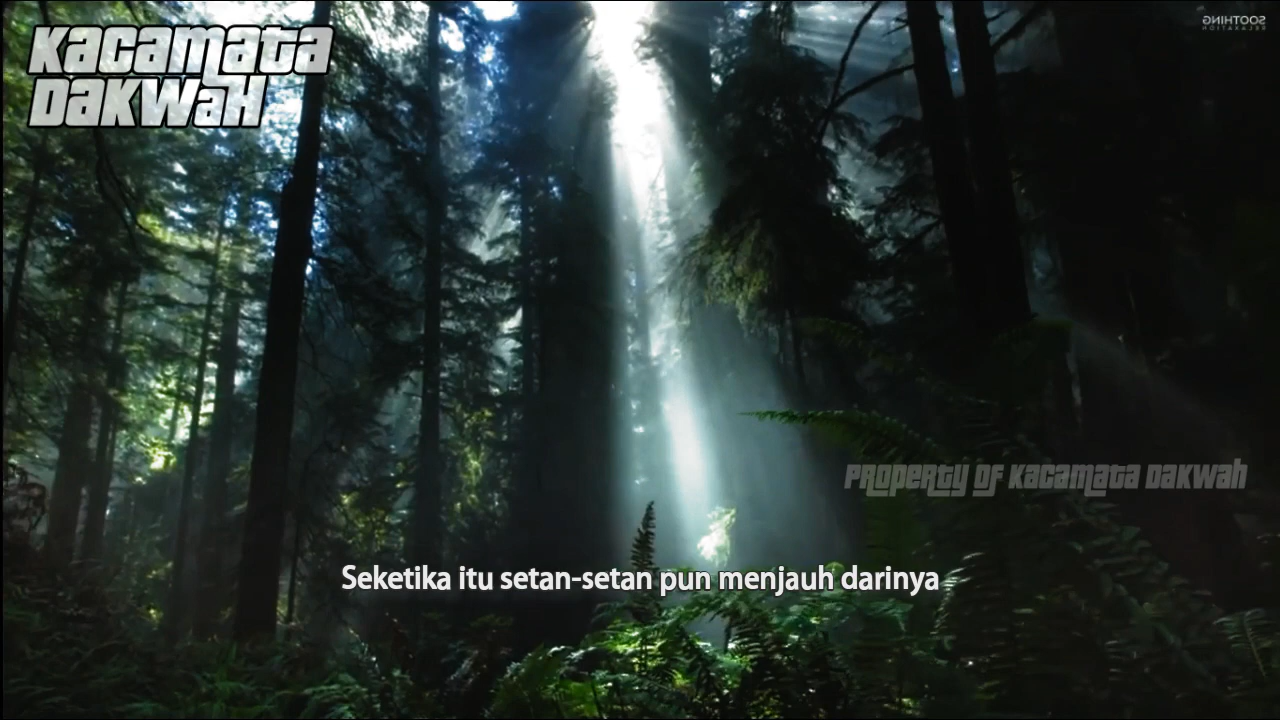 Kacamata
Dakwah
SOOTHING
RELAXATION
Property of Kacamata Dakwah
Seketika itu setan-setan pun menjauh darinya